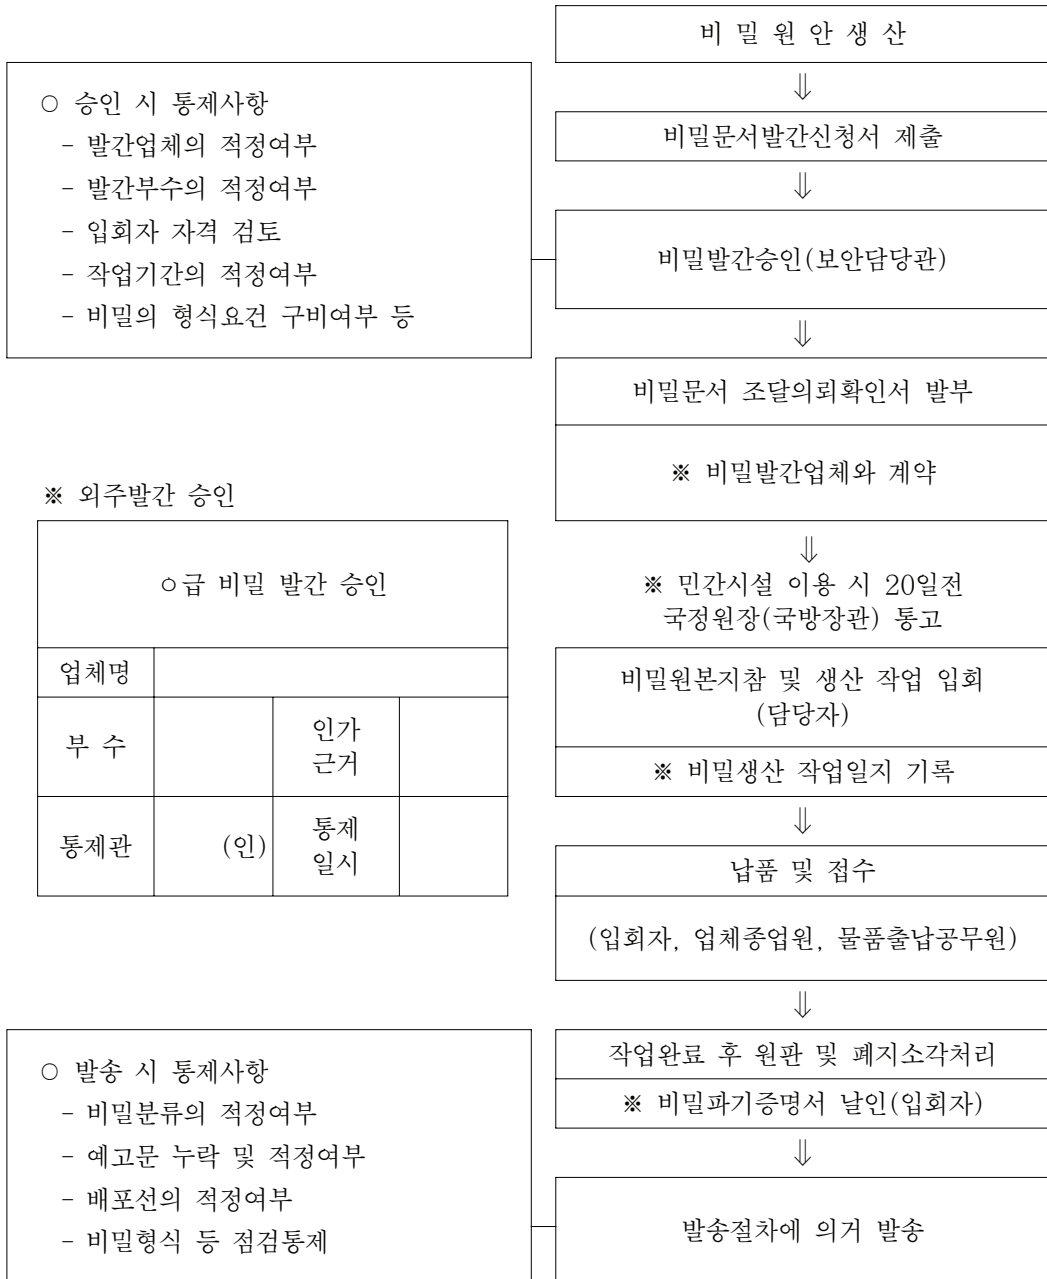 비 밀 원 안 생 산
⇓
비밀문서발간신청서 제출
⇓
○ 승인 시 통제사항
- 발간업체의 적정여부
- 발간부수의 적정여부
- 입회자 자격 검토
- 작업기간의 적정여부
- 비밀의 형식요건 구비여부 등
비밀발간승인(보안담당관)
⇓
비밀문서 조달의뢰확인서 발부
※ 비밀발간업체와 계약
⇓
※ 민간시설 이용 시 20일전
국정원장(국방장관) 통고
※ 외주발간 승인
○급 비밀 발간 승인
업체명
부 수
인가
근거
통제관
(인)
통제
일시
비밀원본지참 및 생산 작업 입회
(담당자)
※ 비밀생산 작업일지 기록
⇓
납품 및 접수
(입회자, 업체종업원, 물품출납공무원)
⇓
작업완료 후 원판 및 폐지소각처리
※ 비밀파기증명서 날인(입회자)
⇓
○ 발송 시 통제사항
- 비밀분류의 적정여부
- 예고문 누락 및 적정여부
- 배포선의 적정여부
- 비밀형식 등 점검통제
발송절차에 의거 발송